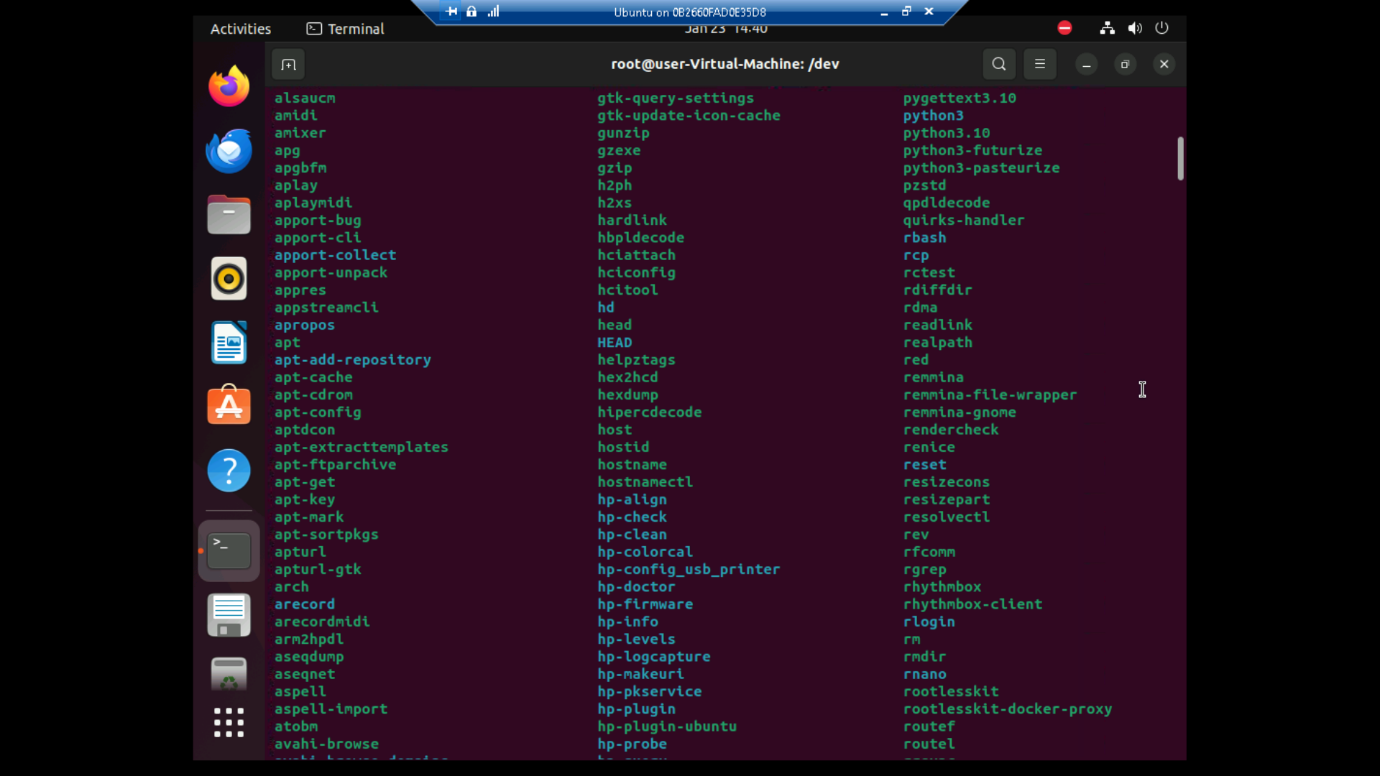 Ubuntu on 0B2660FAD0E35D8
Activities Terminal Jan 23 14:40
root@user-Virtual-Machine: /dev
alsaucm gtk-query-settings pygettext3.10
amidi gtk-update-icon-cache python3
amixer gunzip python3.10
apg gzexe python3-futurize
apgbfm gzip python3-pasteurize
aplay h2ph pzstd
aplaymidi h2xs qpdldecode
apport-bug hardlink quirks-handler
apport-cli hbpldecode rbash
apport-collect hciattach rcp
apport-unpack hciconfig rctest
appres hcitool rdiffdir
appstreamcli hd rdma
apropos head readlink
apt HEAD realpath
apt-add-repository helpztags red
apt-cache hex2hcd remmina
apt-cdrom hexdump remmina-file-wrapper
apt-config hipercdecode remmina-gnome
aptdcon host rendercheck
apt-extracttemplates hostid renice
apt-ftparchive hostname reset
apt-get hostnamectl resizecons
apt-key hp-align resizepart
apt-mark hp-check resolvectl
apt-sortpkgs hp-clean rev
apturl hp-colorcal rfcomm
apturl-gtk hp-config_usb_printer rgrep
arch hp-doctor rhythmbox
arecord hp-firmware rhythmbox-client
arecordmidi hp-info rlogin
arm2hpdl hp-levels rm
aseqdump hp-logcapture rmdir
aseqnet hp-makeuri rnano
aspell hp-pkservice rootlesskit
aspell-import hp-plugin rootlesskit-docker-proxy
atobm hp-plugin-ubuntu routef
avahi-browse hp-probe routel